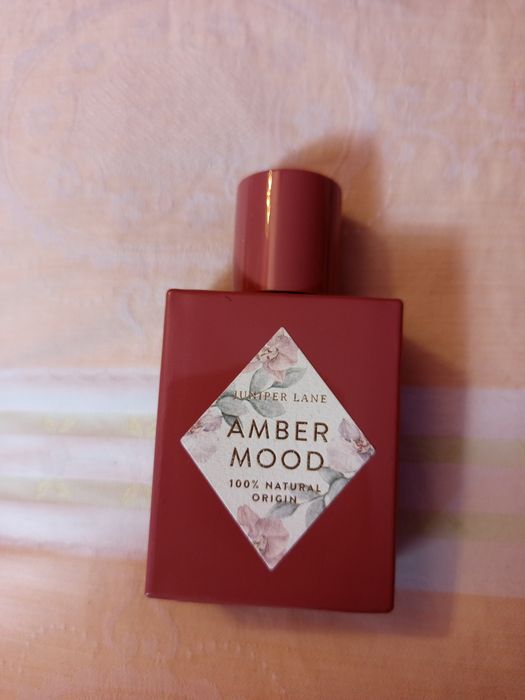 JUNIPER LANE
AMBER
MOOD
100% NATURAL
ORIGIN